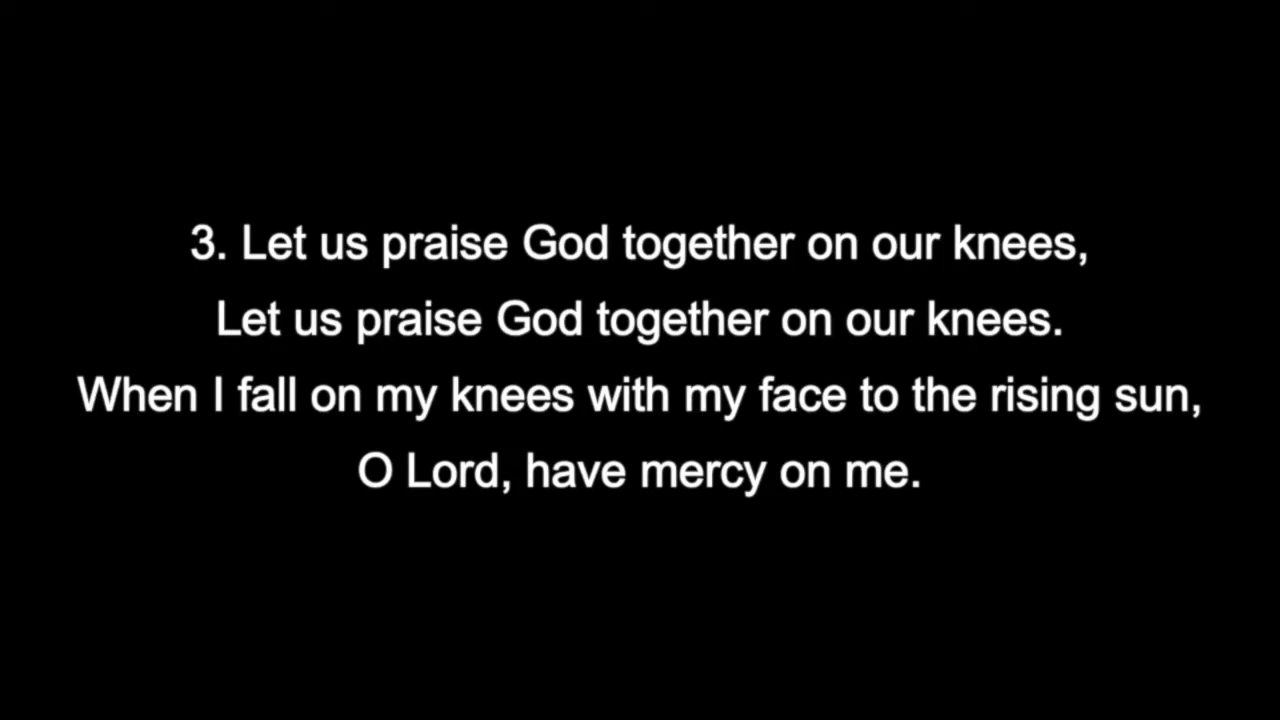 3. Let us praise God together on our knees,
Let us praise God together on our knees.
When I fall on my knees with my face to the rising sun,
O Lord, have mercy on me.